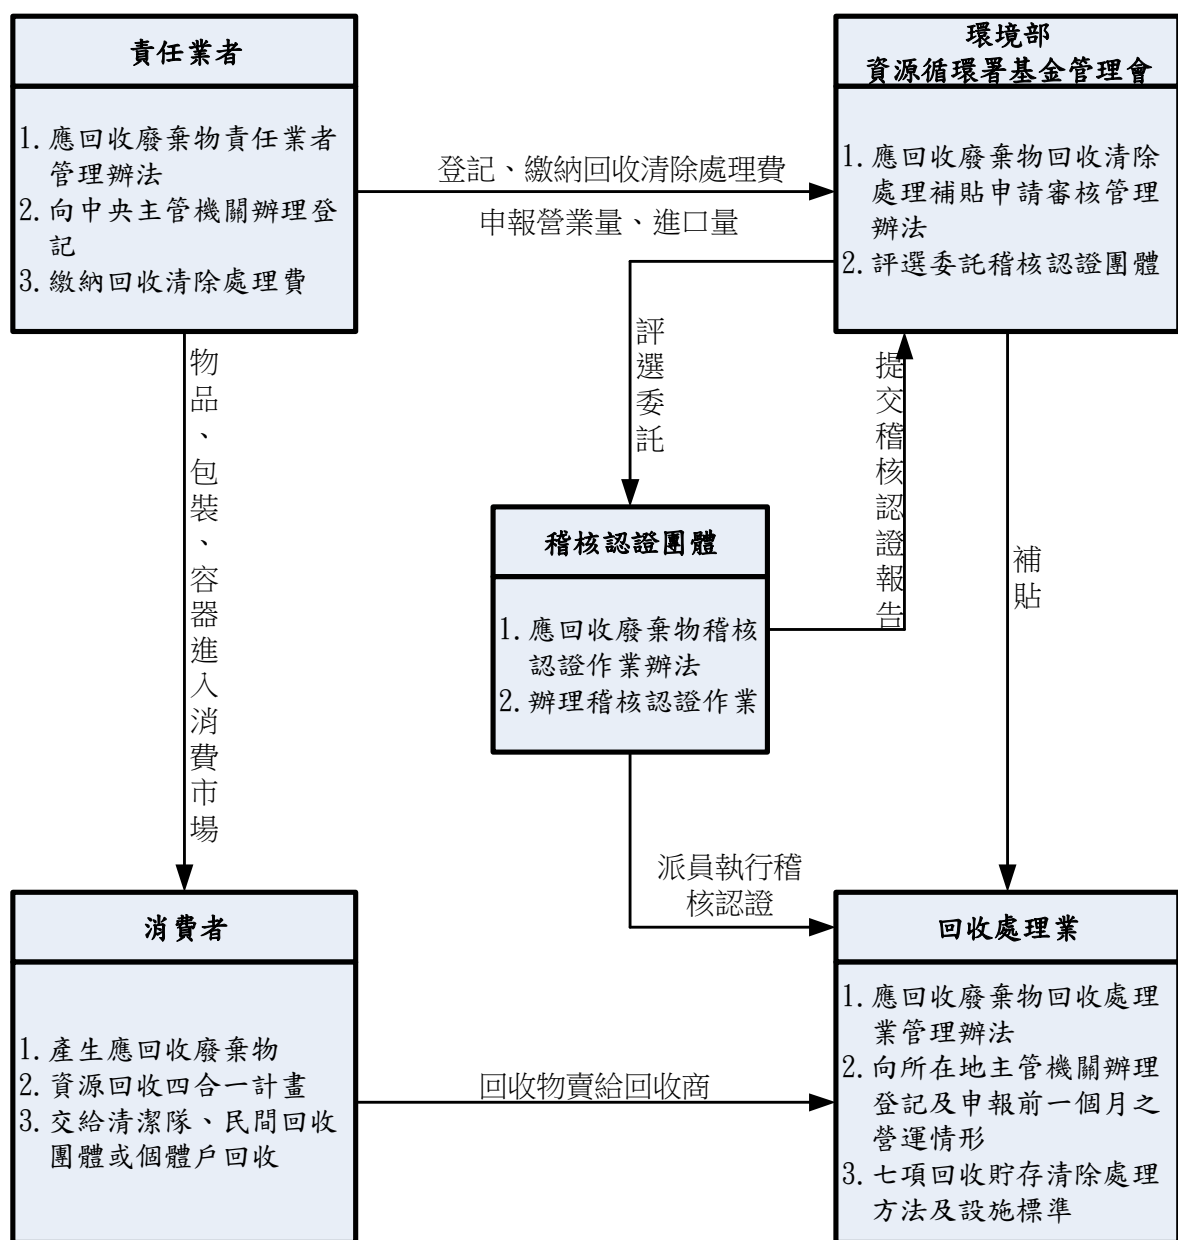 責任業者
1. 應回收廢棄物責任業者
管理辦法
2. 向中央主管機關辦理登
記
3. 繳納回收清除處理費
登記、繳納回收清除處理費
申報營業量、進口量
環境部
資源循環署基金管理會
1. 應回收廢棄物回收清除
處理補貼申請審核管理
辦法
2. 評選委託稽核認證團體
物品、包裝、容器進入消費市場
評選委託
提交稽核認證報告
補貼
稽核認證團體
1. 應回收廢棄物稽核
認證作業辦法
2. 辦理稽核認證作業
派員執行稽
核認證
消費者
1. 產生應回收廢棄物
2. 資源回收四合一計畫
3. 交給清潔隊、民間回收
團體或個體戶回收
回收物賣給回收商
回收處理業
1. 應回收廢棄物回收處理
業管理辦法
2. 向所在地主管機關辦理
登記及申報前一個月之
營運情形
3. 七項回收貯存清除處理
方法及設施標準